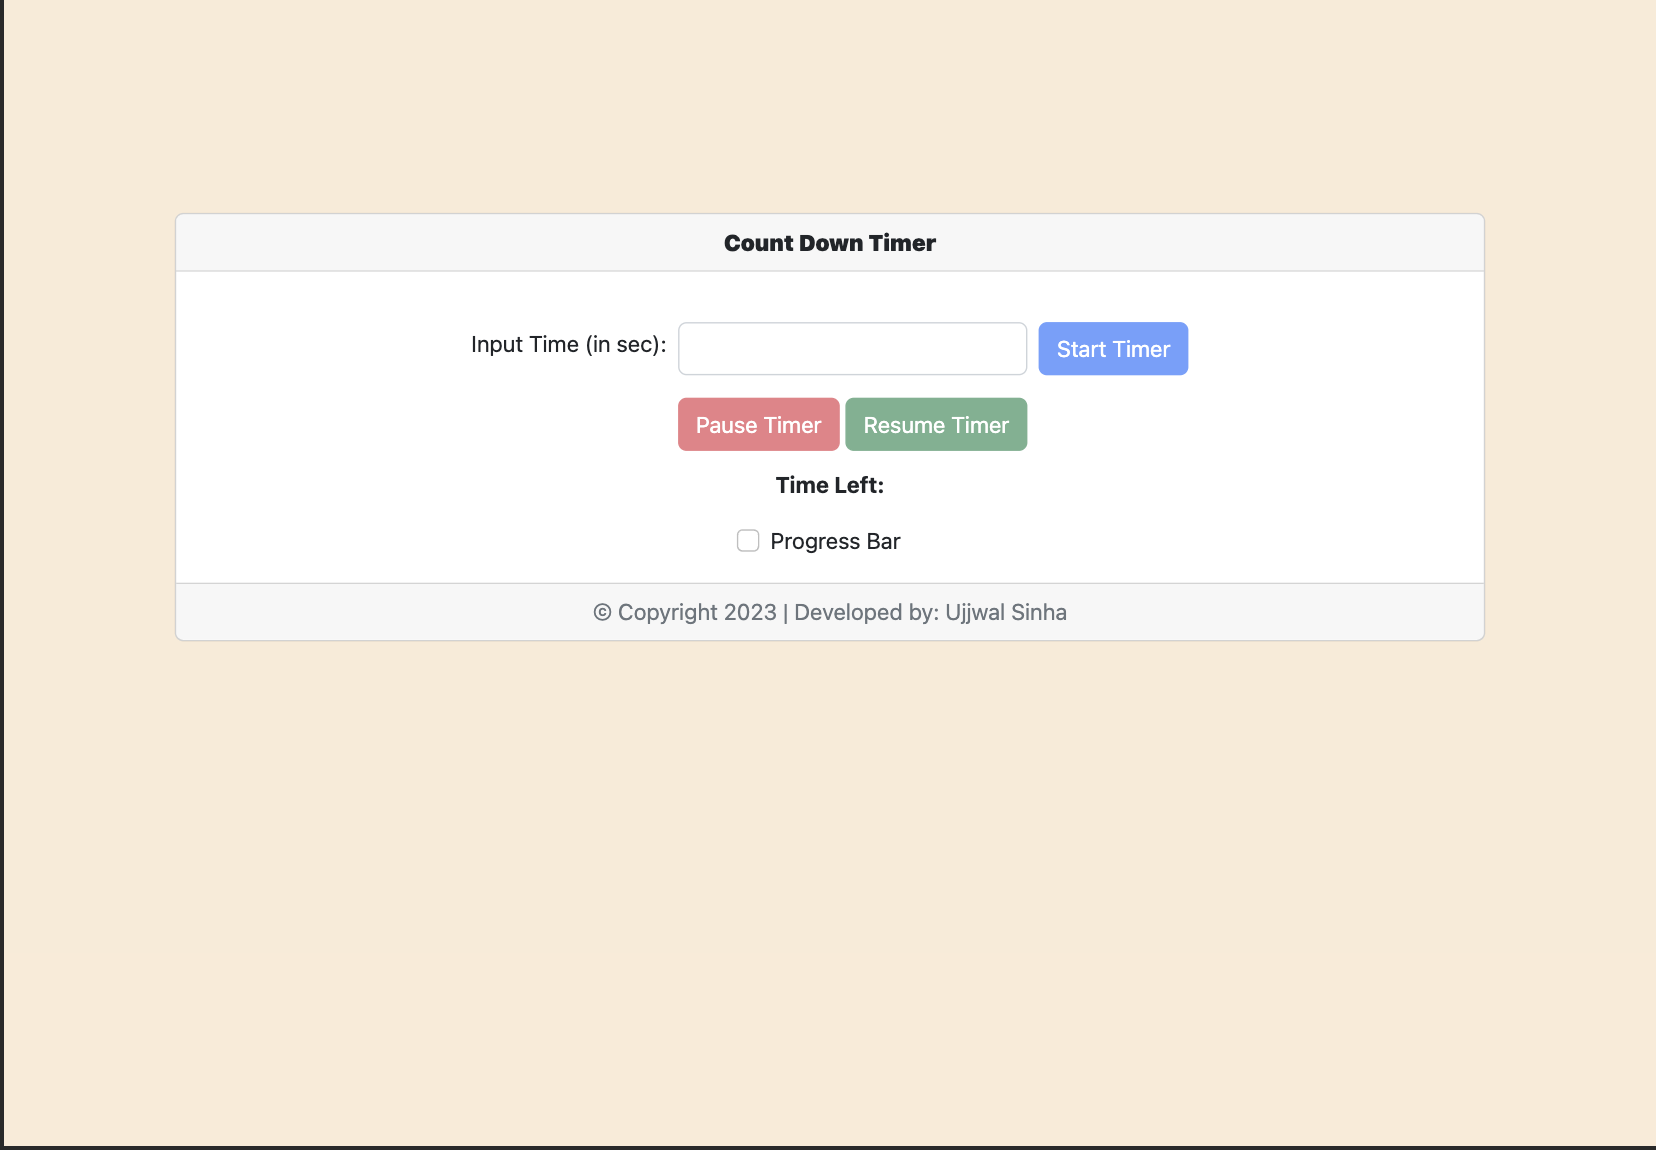 Count Down Timer
Input Time (in sec): Start Timer
Pause Timer Resume Timer
Time Left:
Progress Bar
© Copyright 2023 | Developed by: Ujjwal Sinha